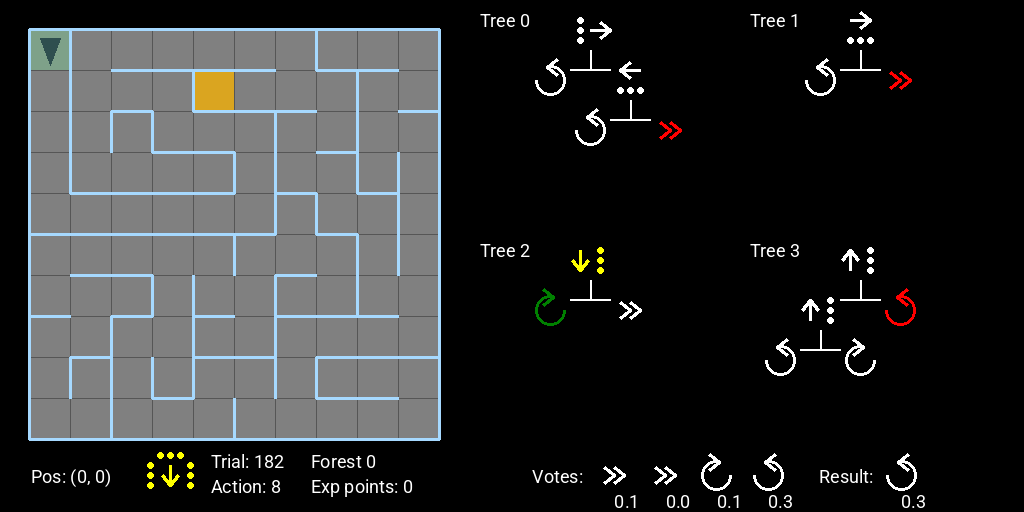 Tree 0
Tree 1
Tree 2
Tree 3
Pos: (0, 0)
Trial: 182
Forest 0
Action: 8
Exp points: 0
Votes:
0.1
0.0
0.1
0.3
Result:
0.3